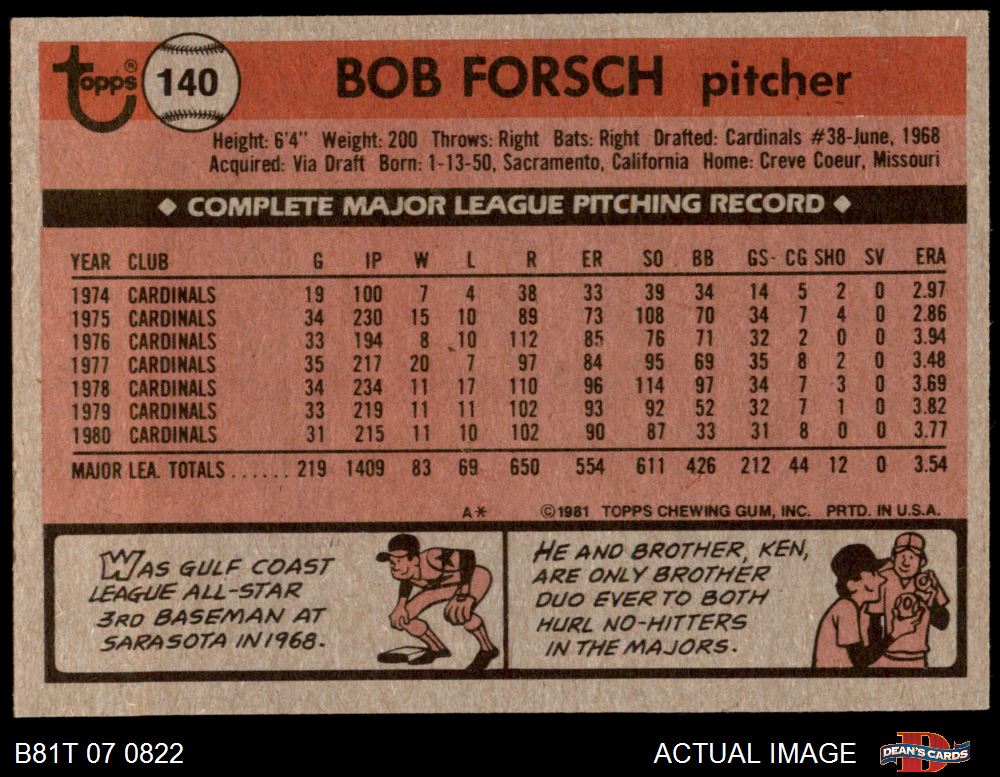 Topps® 140 BOB FORSCH pitcher
Height: 6'4" Weight: 200 Throws: Right Bats: Right Drafted: Cardinals #38-June, 1968
Acquired: Via Draft Born: 1-13-50, Sacramento, California Home: Creve Coeur, Missouri
◆ COMPLETE MAJOR LEAGUE PITCHING RECORD ◆
YEAR CLUB G IP W L R ER SO BB GS CG SHO SV ERA
1974 CARDINALS 19 100 7 4 38 33 39 34 14 5 2 0 2.97
1975 CARDINALS 34 230 15 10 89 73 108 70 34 7 4 0 2.86
1976 CARDINALS 33 194 8 10 112 85 76 71 32 2 0 0 3.94
1977 CARDINALS 35 217 20 7 97 84 95 69 35 8 2 0 3.48
1978 CARDINALS 34 234 11 17 110 96 114 97 34 7 3 0 3.69
1979 CARDINALS 33 219 11 11 102 93 92 52 32 7 1 0 3.82
1980 CARDINALS 31 215 11 10 102 90 87 33 31 8 0 0 3.77
MAJOR LEA. TOTALS ...... 219 1409 83 69 650 554 611 426 212 44 12 0 3.54
A* ©1981 TOPPS CHEWING GUM, INC. PRTD. IN U.S.A.
WAS GULF COAST
LEAGUE ALL-STAR
3RD BASEMAN AT
SARASOTA IN 1968.
HE AND BROTHER, KEN,
ARE ONLY BROTHER
DUO EVER TO BOTH
HURL NO-HITTERS
IN THE MAJORS.
B81T 07 0822 ACTUAL IMAGE DEAN'S CARDS